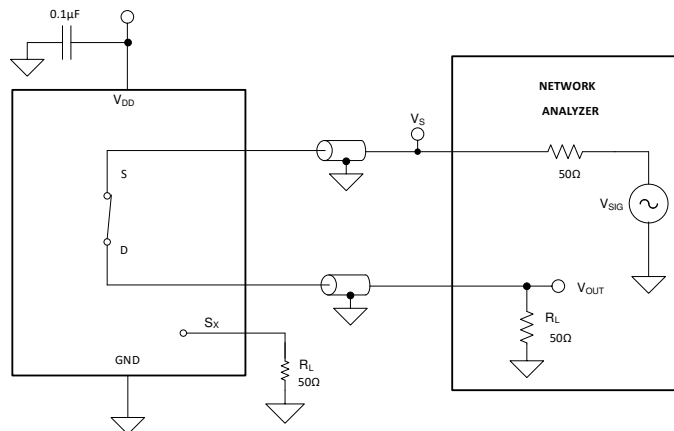 0.1µF
VDD
NETWORK
ANALYZER
VS
50Ω
VSIG
S
D
VOUT
RL
50Ω
SX
RL
50Ω
GND